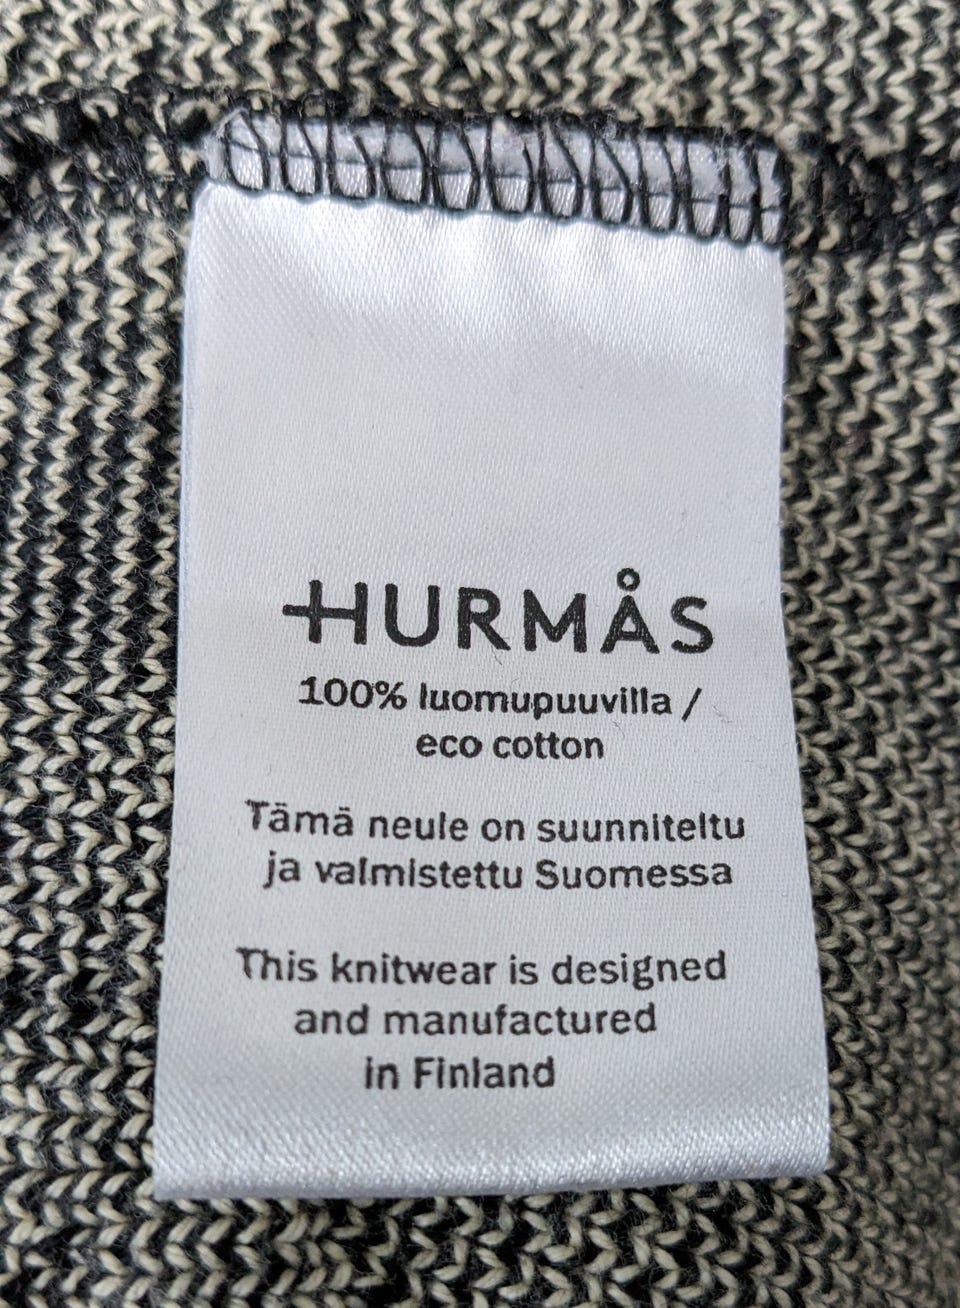 HURMÅS
100% luomupuuvilla /
eco cotton
Tämä neule on suunniteltu
ja valmistettu Suomessa
This knitwear is designed
and manufactured
in Finland